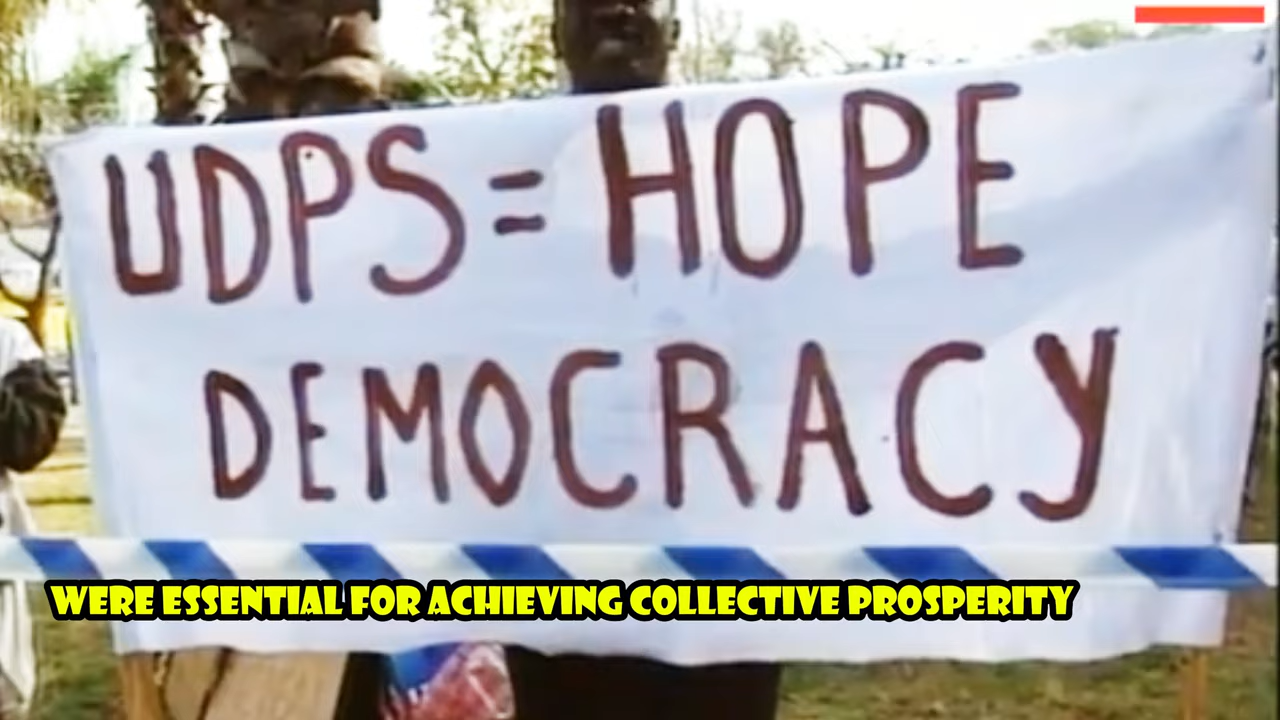 UDPS = HOPE
DEMOCRACY
WERE ESSENTIAL FOR ACHIEVING COLLECTIVE PROSPERITY